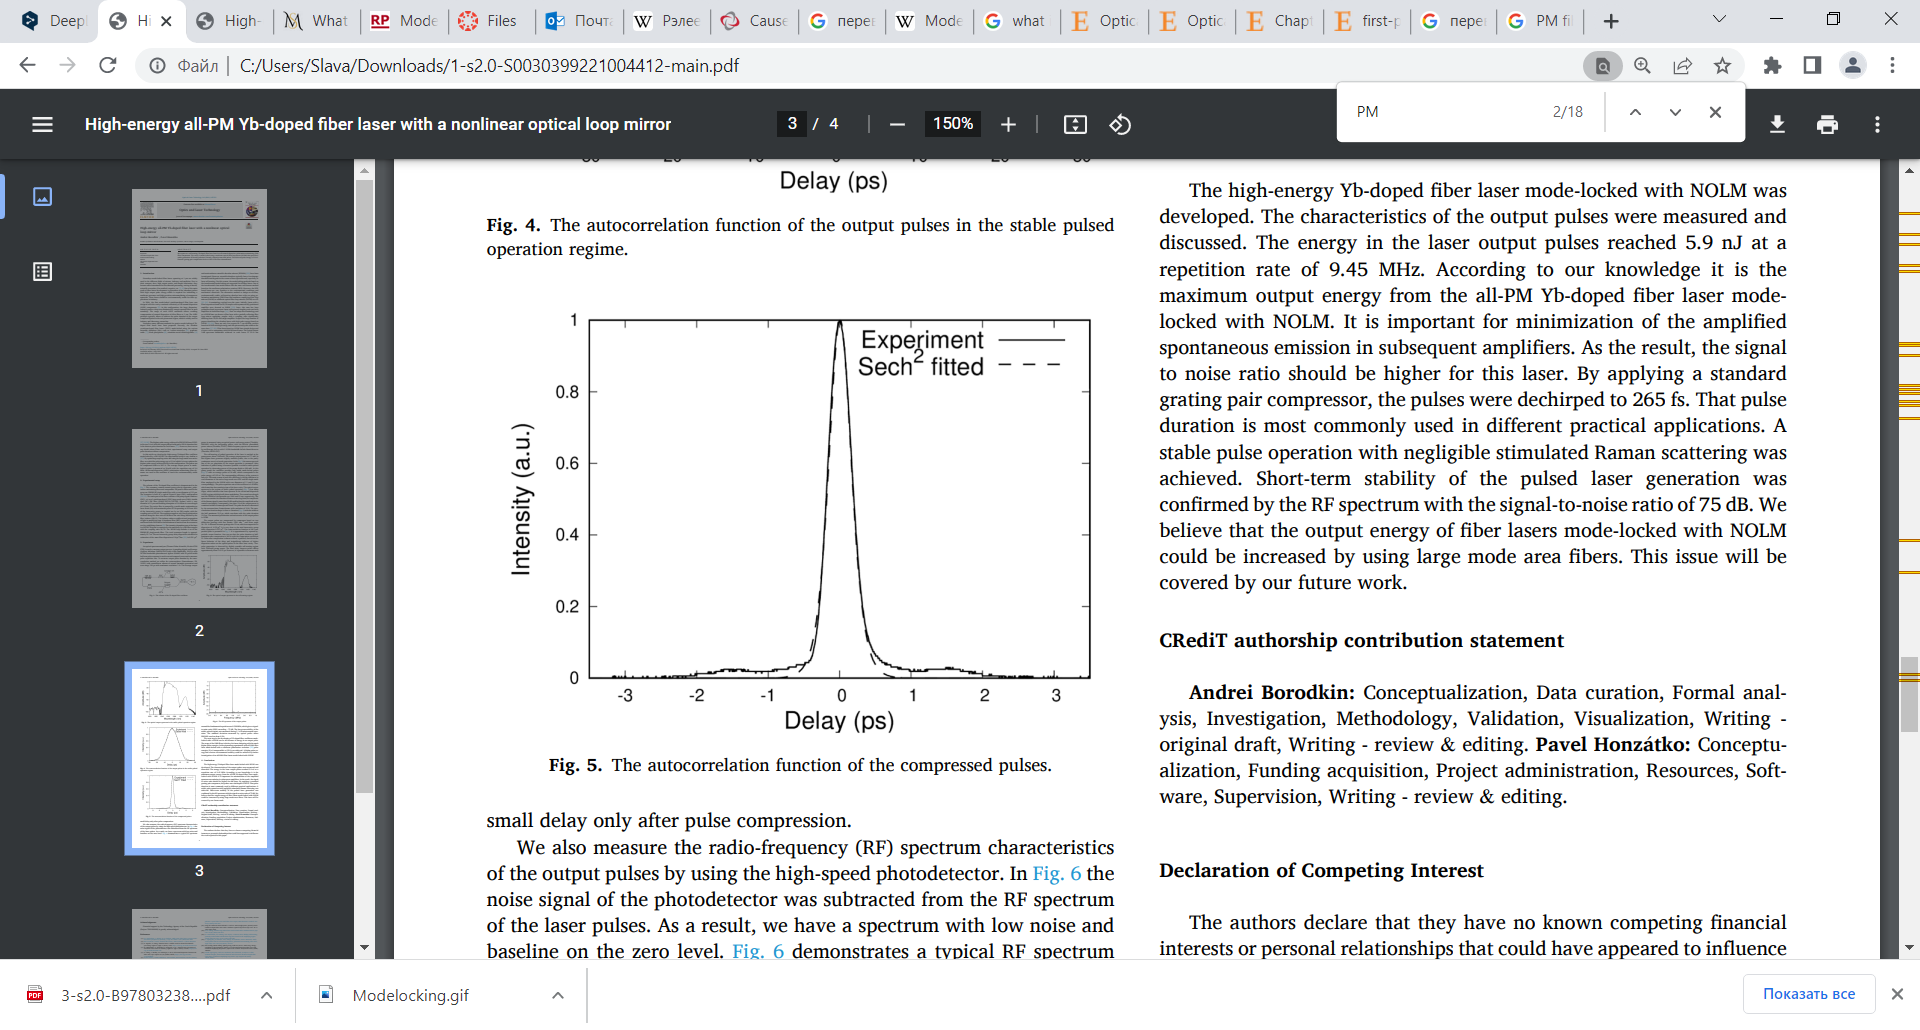 Deepl
Hi
High-
What
Mode
Files
Почта
Рэлее
Cause
перев
Mode
what
Optic
Optic
Chapt
first-p
перев
PM fi
Файл
C:/Users/Slava/Downloads/1-s2.0-S0030399221004412-main.pdf
High-energy all-PM Yb-doped fiber laser with a nonlinear optical loop mirror
3 / 4
150%
PM
2/18
1
2
3
Delay (ps)
Fig. 4. The autocorrelation function of the output pulses in the stable pulsed
operation regime.
1
0.8
0.6
0.4
0.2
0
Intensity (a.u.)
Experiment
Sech² fitted
-3 -2 -1 0 1 2 3
Delay (ps)
Fig. 5. The autocorrelation function of the compressed pulses.
small delay only after pulse compression.
We also measure the radio-frequency (RF) spectrum characteristics
of the output pulses by using the high-speed photodetector. In Fig. 6 the
noise signal of the photodetector was subtracted from the RF spectrum
of the laser pulses. As a result, we have a spectrum with low noise and
baseline on the zero level. Fig. 6 demonstrates a typical RF spectrum
The high-energy Yb-doped fiber laser mode-locked with NOLM was
developed. The characteristics of the output pulses were measured and
discussed. The energy in the laser output pulses reached 5.9 nJ at a
repetition rate of 9.45 MHz. According to our knowledge it is the
maximum output energy from the all-PM Yb-doped fiber laser mode-
locked with NOLM. It is important for minimization of the amplified
spontaneous emission in subsequent amplifiers. As the result, the signal
to noise ratio should be higher for this laser. By applying a standard
grating pair compressor, the pulses were dechirped to 265 fs. That pulse
duration is most commonly used in different practical applications. A
stable pulse operation with negligible stimulated Raman scattering was
achieved. Short-term stability of the pulsed laser generation was
confirmed by the RF spectrum with the signal-to-noise ratio of 75 dB. We
believe that the output energy of fiber lasers mode-locked with NOLM
could be increased by using large mode area fibers. This issue will be
covered by our future work.
CRediT authorship contribution statement
Andrei Borodkin: Conceptualization, Data curation, Formal anal-
ysis, Investigation, Methodology, Validation, Visualization, Writing -
original draft, Writing - review & editing. Pavel Honzátko: Conceptu-
alization, Funding acquisition, Project administration, Resources, Soft-
ware, Supervision, Writing - review & editing.
Declaration of Competing Interest
The authors declare that they have no known competing financial
interests or personal relationships that could have appeared to influence
3-s2.0-B97803238....pdf
Modelocking.gif
Показать все